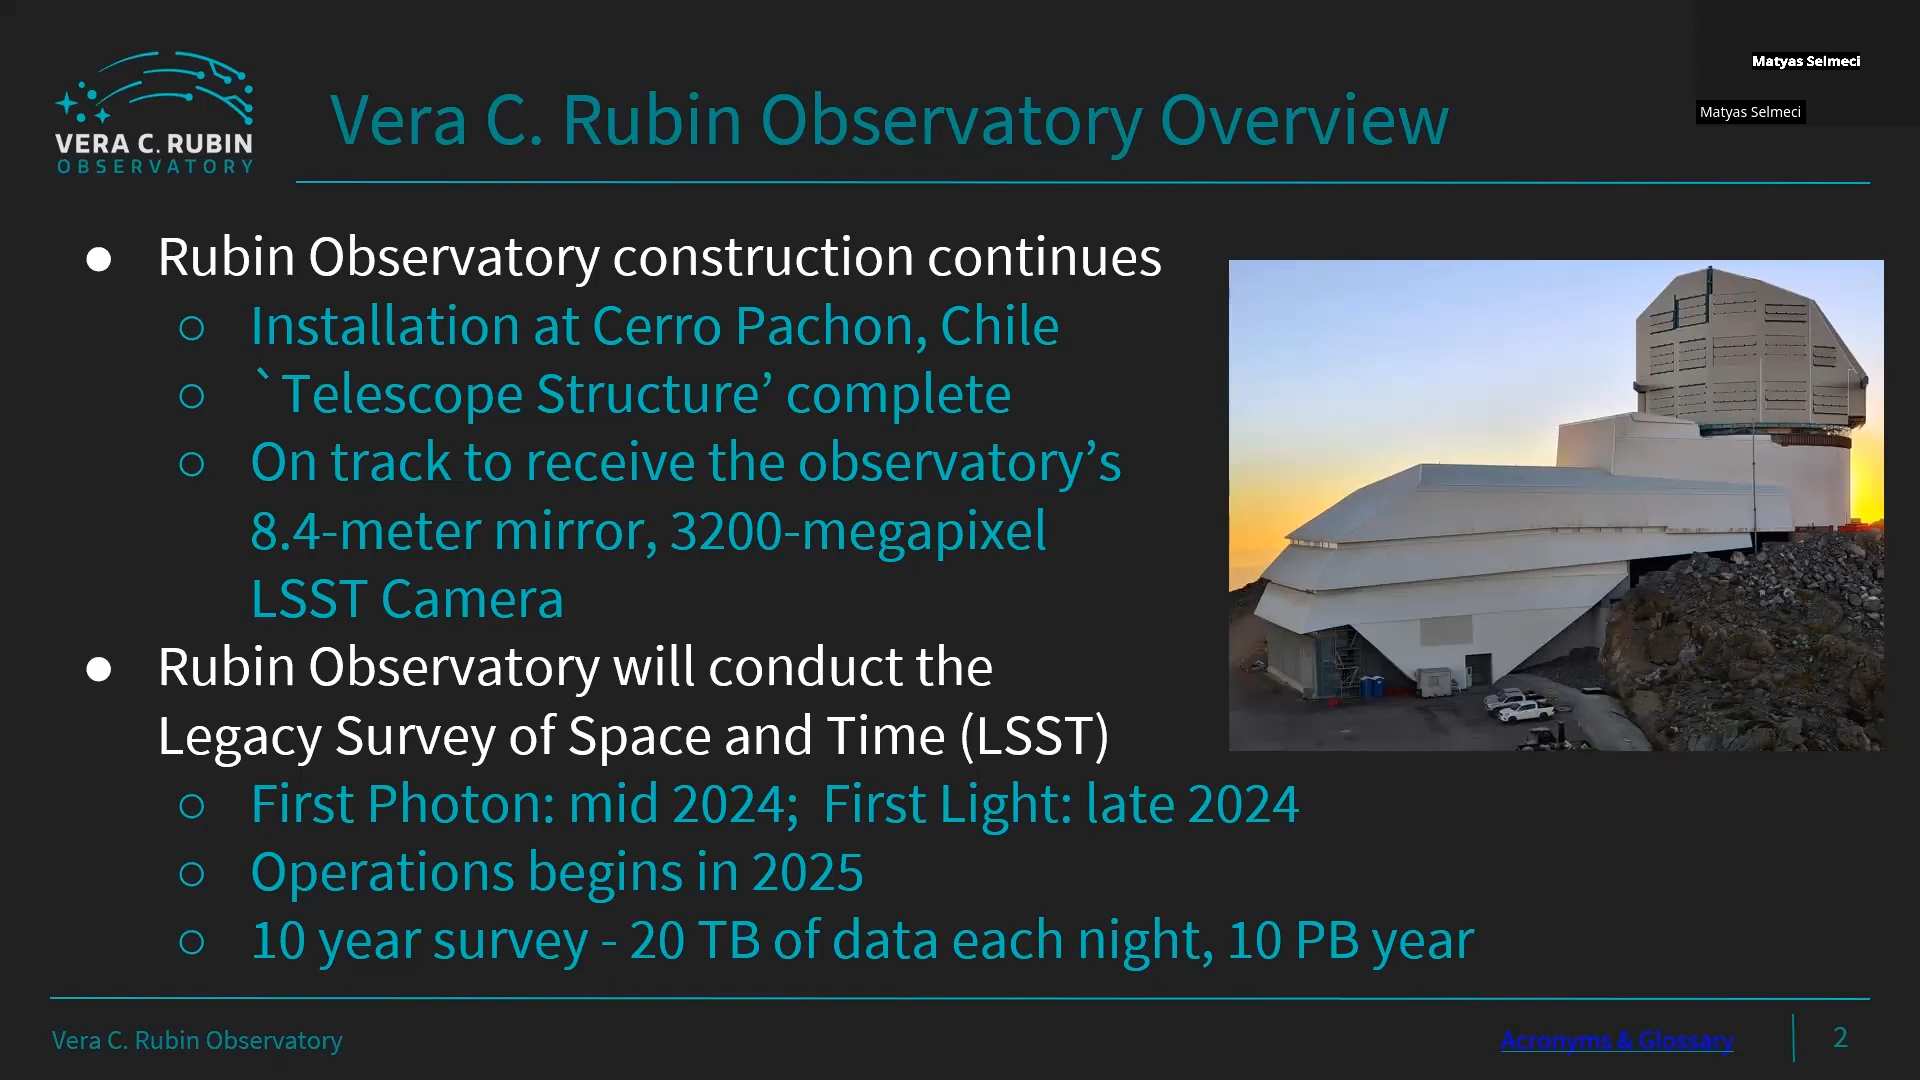 VERA C. RUBIN
OBSERVATORY
Vera C. Rubin Observatory Overview
Matyas Selmeci
Matyas Selmeci
● Rubin Observatory construction continues
○ Installation at Cerro Pachon, Chile
○ `Telescope Structure’ complete
○ On track to receive the observatory’s
8.4-meter mirror, 3200-megapixel
LSST Camera
● Rubin Observatory will conduct the
Legacy Survey of Space and Time (LSST)
○ First Photon: mid 2024;  First Light: late 2024
○ Operations begins in 2025
○ 10 year survey - 20 TB of data each night, 10 PB year
Vera C. Rubin Observatory
Acronyms & Glossary
2